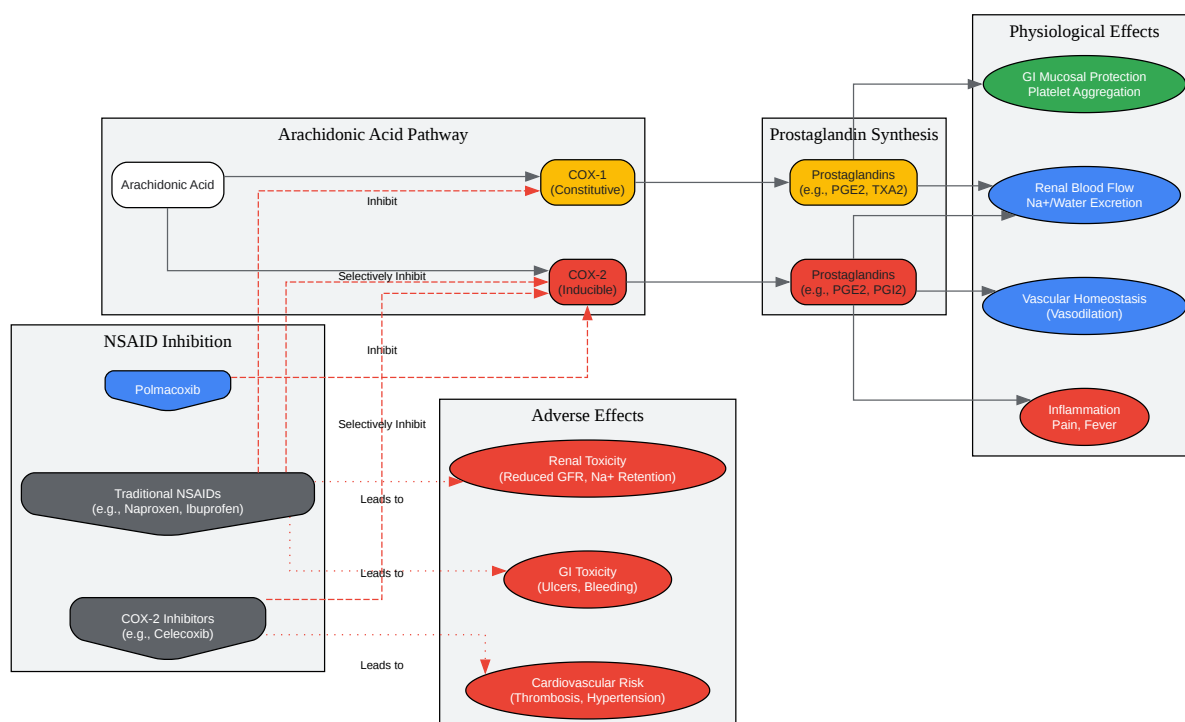 Physiological Effects
GI Mucosal Protection
Platelet Aggregation
Arachidonic Acid Pathway
Prostaglandin Synthesis
Arachidonic Acid
COX-1
(Constitutive)
Prostaglandins
(e.g., PGE2, TXA2)
Renal Blood Flow
Na+/Water Excretion
Inhibit
Selectively Inhibit
COX-2
(Inducible)
Prostaglandins
(e.g., PGE2, PGI2)
Vascular Homeostasis
(Vasodilation)
NSAID Inhibition
Inhibit
Polmacoxib
Inflammation
Pain, Fever
Adverse Effects
Selectively Inhibit
Renal Toxicity
(Reduced GFR, Na+ Retention)
Traditional NSAIDs
(e.g., Naproxen, Ibuprofen)
Leads to
GI Toxicity
(Ulcers, Bleeding)
Leads to
COX-2 Inhibitors
(e.g., Celecoxib)
Leads to
Cardiovascular Risk
(Thrombosis, Hypertension)